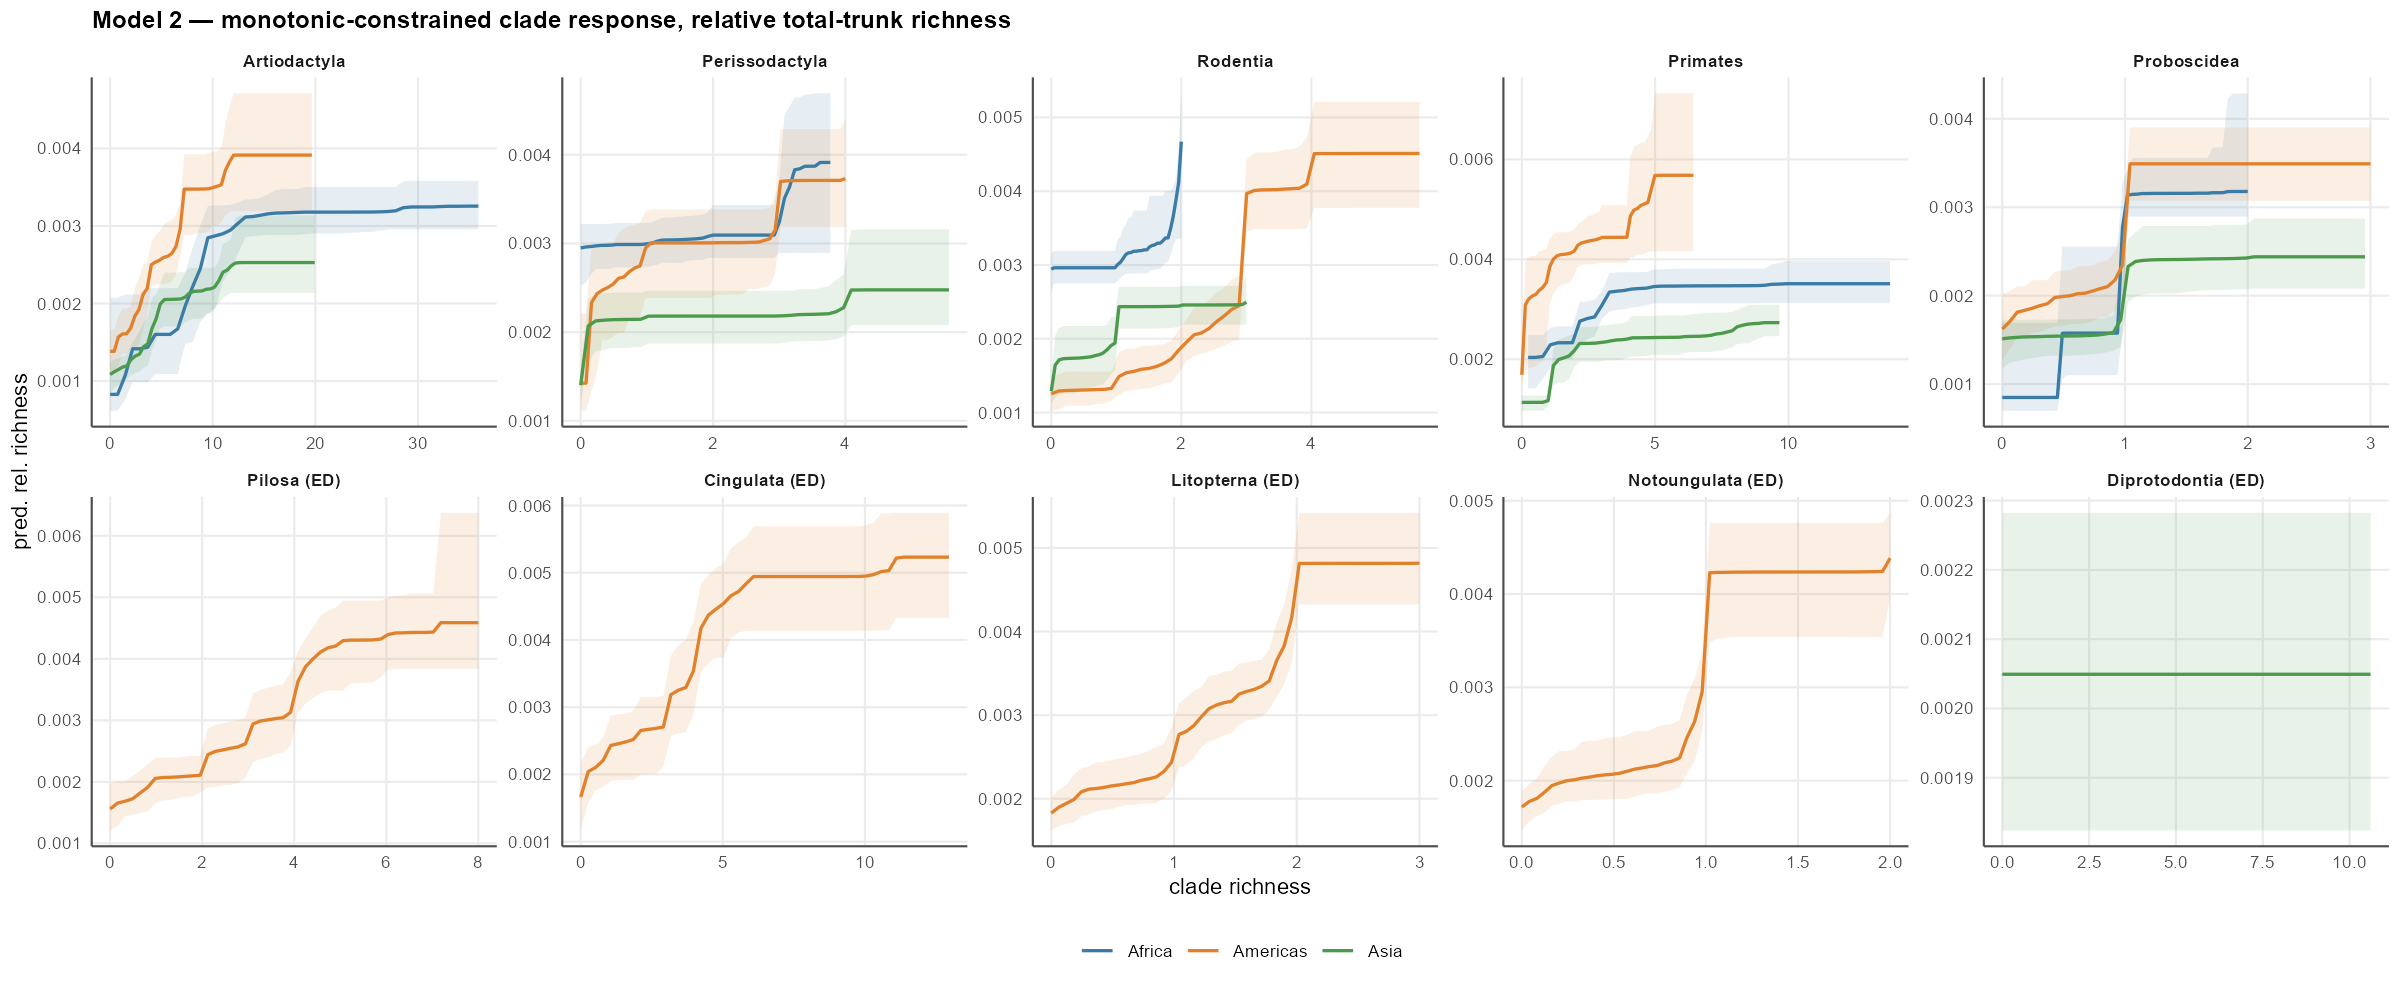 Model 2 — monotonic-constrained clade response, relative total-trunk richness
Artiodactyla
Perissodactyla
Rodentia
Primates
Proboscidea
0.004
0.003
0.002
0.001
0 10 20 30
0.004
0.003
0.002
0.001
0 2 4
0.005
0.004
0.003
0.002
0.001
0 2 4
0.006
0.004
0.002
0 5 10
0.004
0.003
0.002
0.001
0 1 2 3
pred. rel. richness
Pilosa (ED)
Cingulata (ED)
Litopterna (ED)
Notoungulata (ED)
Diprotodontia (ED)
0.006
0.005
0.004
0.003
0.002
0.001
0 2 4 6 8
0.006
0.005
0.004
0.003
0.002
0.001
0 5 10
0.005
0.004
0.003
0.002
0 1 2 3
0.005
0.004
0.003
0.002
0.0 0.5 1.0 1.5 2.0
0.0023
0.0022
0.0021
0.0020
0.0019
0.0 2.5 5.0 7.5 10.0
clade richness
Africa Americas Asia